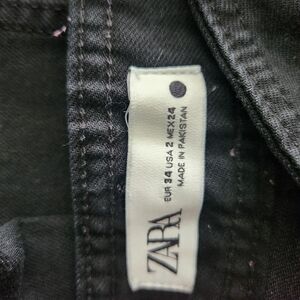 ZARA
EUR 34 USA 2 MEX 24
MADE IN PAKISTAN